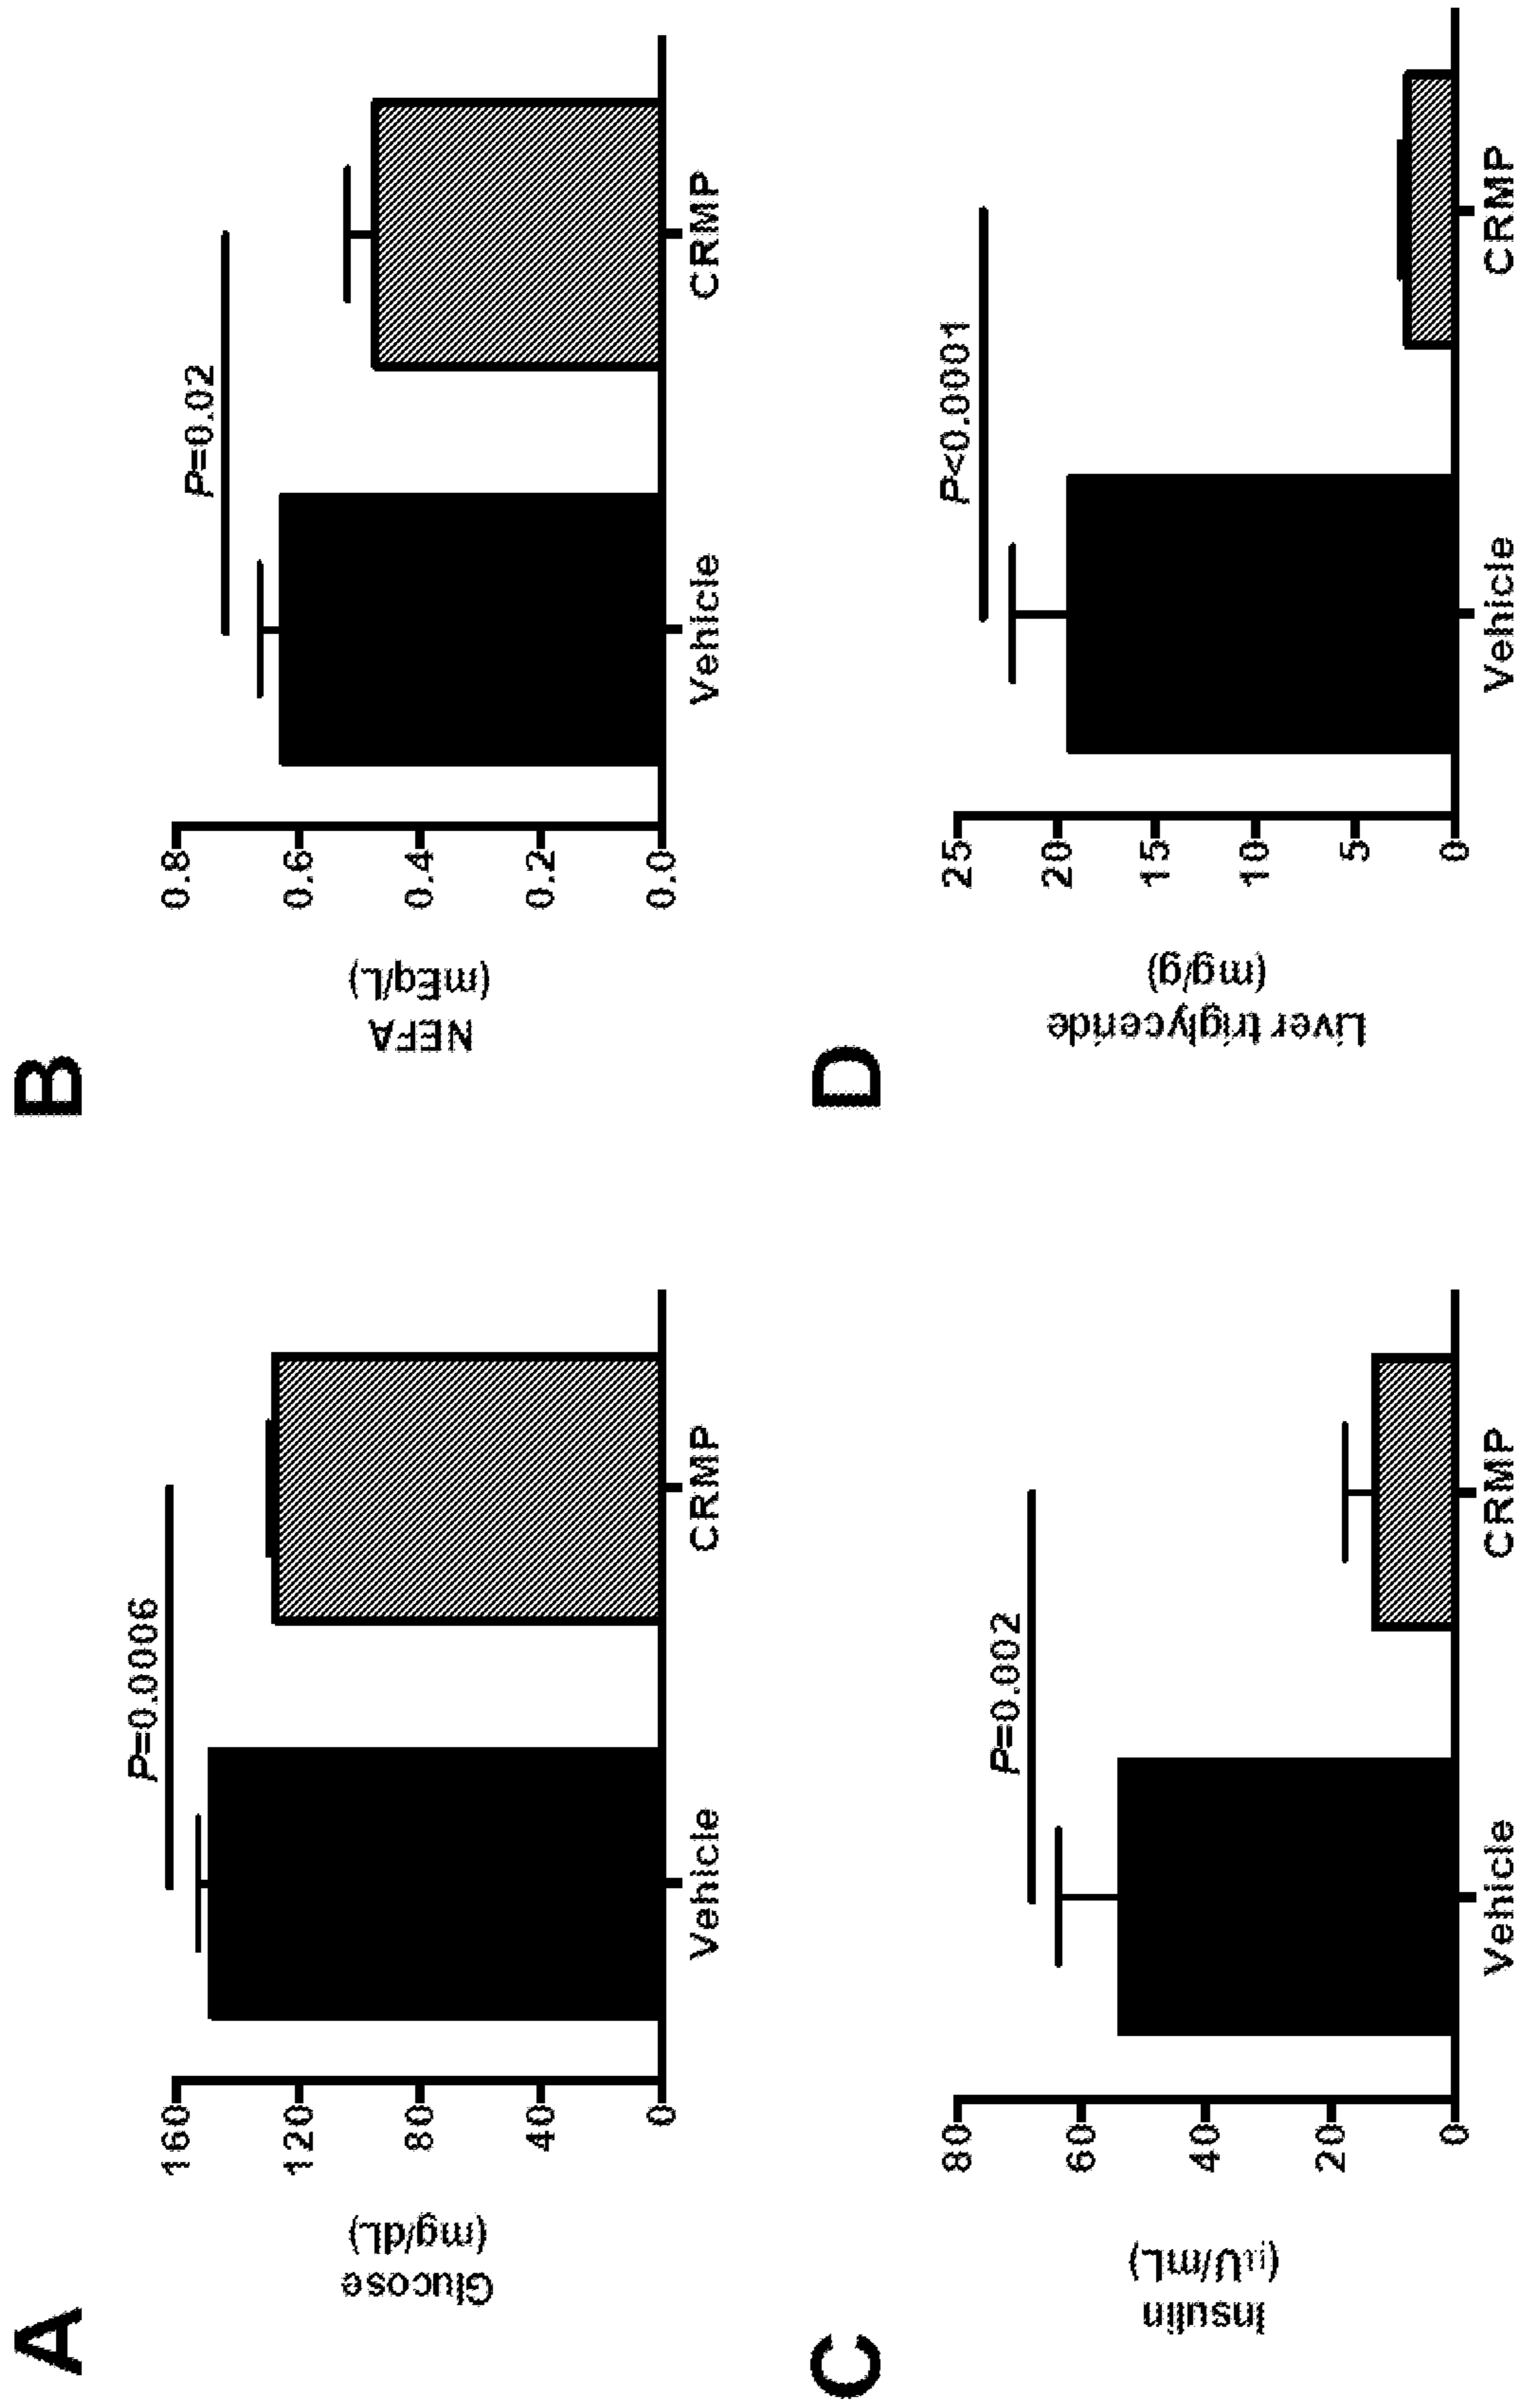 A
P=0.0006
Glucose
(mg/dL)
160
120
80
40
0
Vehicle
CRMP
B
P=0.02
NEFA
(mEq/L)
0.8
0.6
0.4
0.2
0.0
Vehicle
CRMP
C
P=0.002
Insulin
(μU/mL)
80
60
40
20
0
Vehicle
CRMP
D
P<0.0001
Liver triglyceride
(mg/g)
25
20
15
10
5
0
Vehicle
CRMP